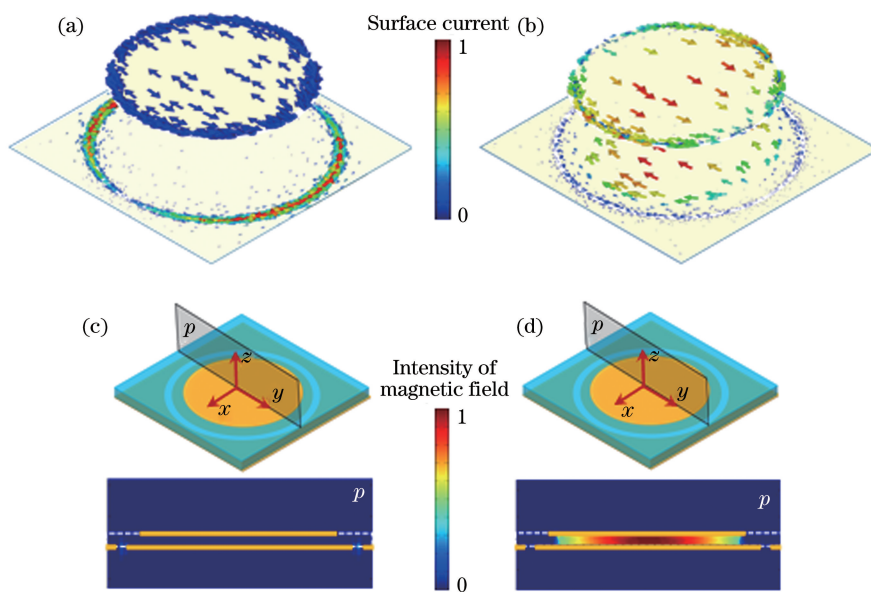 (a)
Surface current
(b)
1
0
(c)
p
z
y
x
Intensity of
magnetic field
(d)
p
z
y
x
1
0
p
p